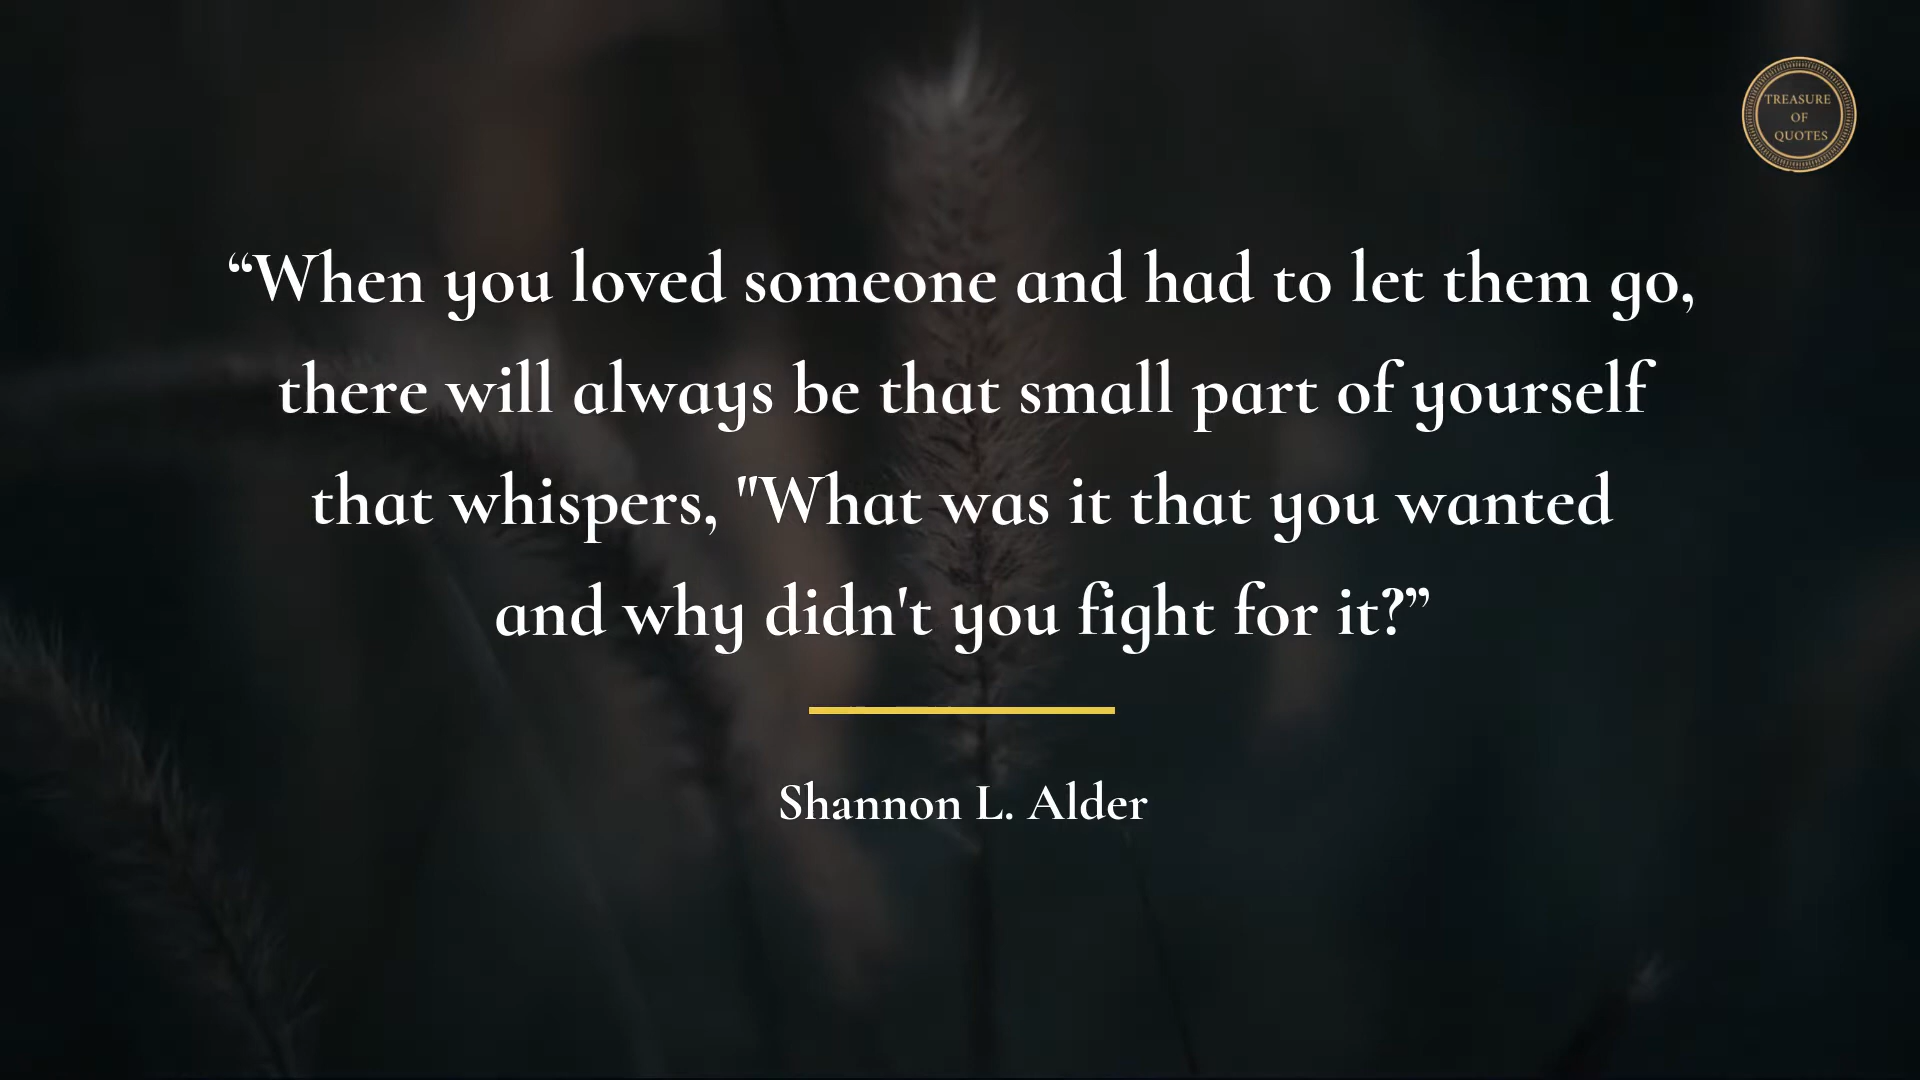 TREASURE
OF
QUOTES
“When you loved someone and had to let them go,
there will always be that small part of yourself
that whispers, "What was it that you wanted
and why didn't you fight for it?”
Shannon L. Alder